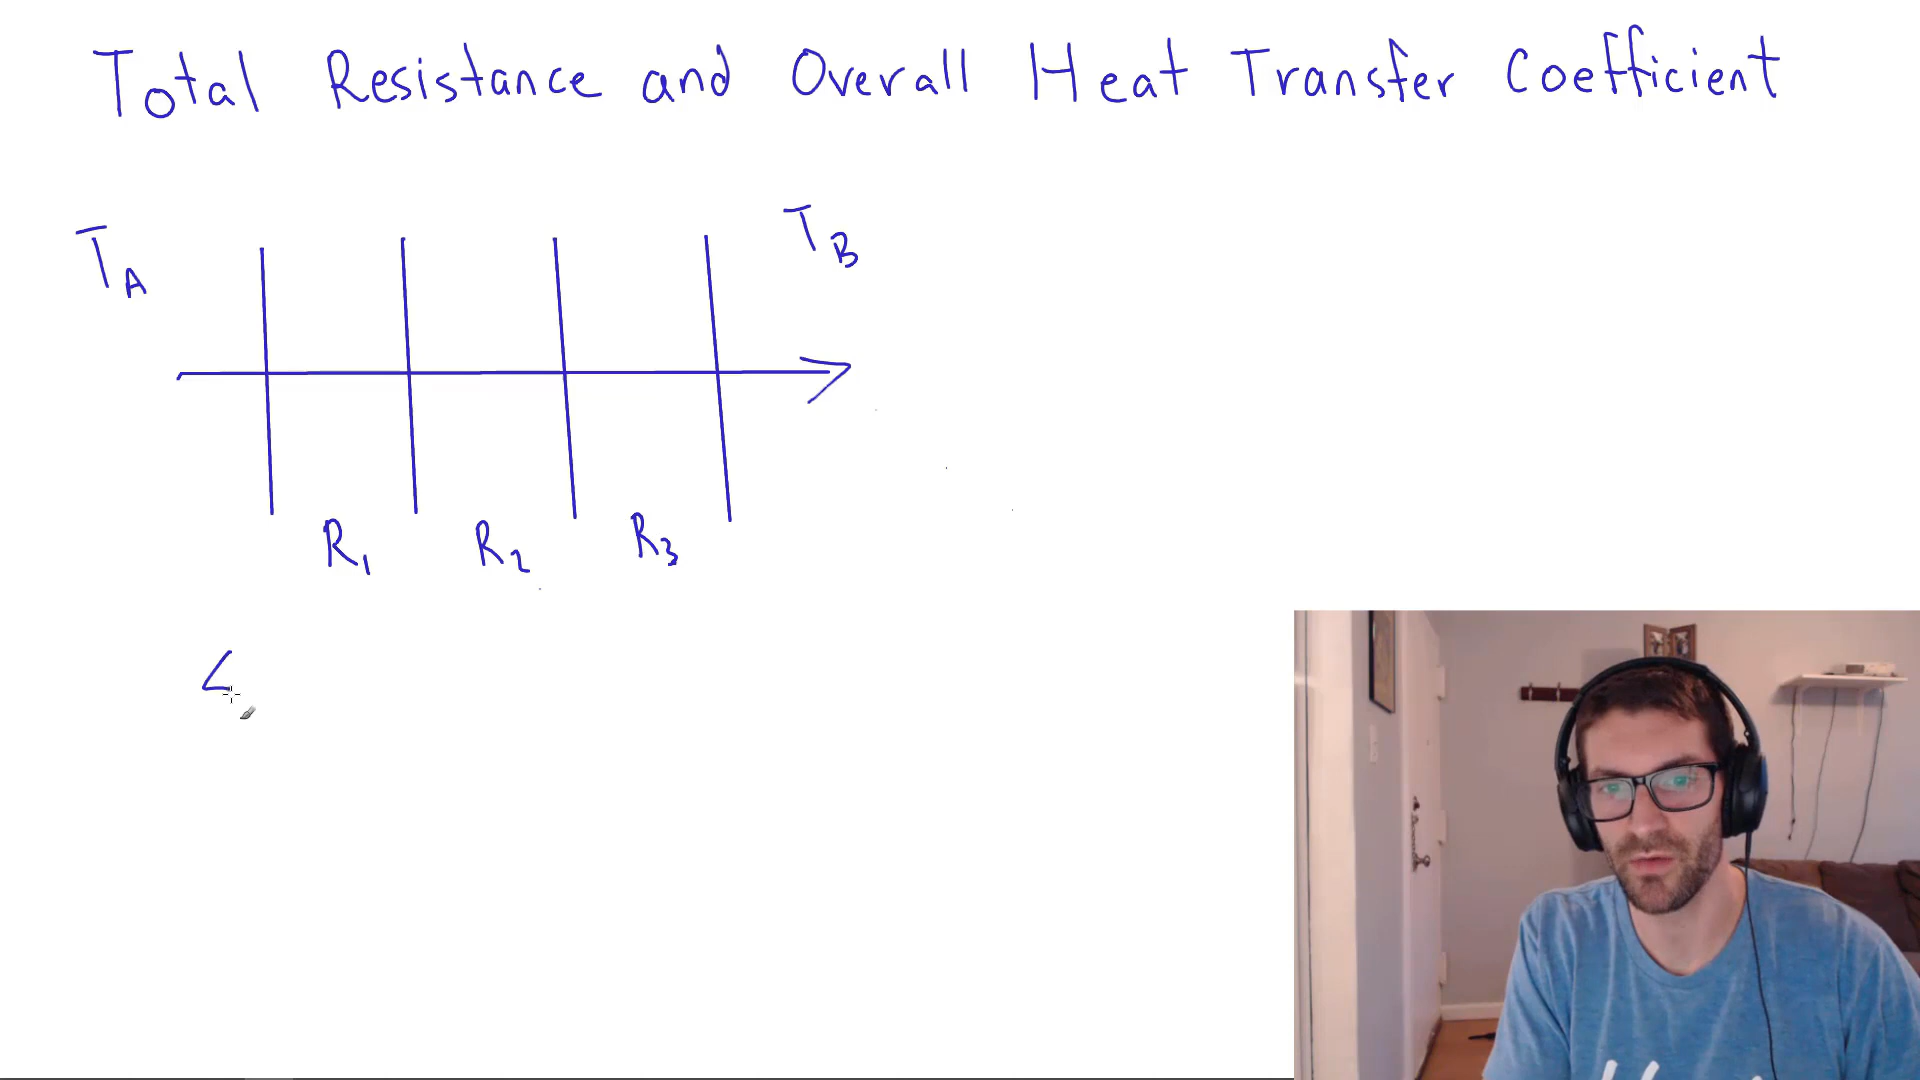 Total Resistance and Overall Heat Transfer Coefficient
T_A
T_B
R_1 R_2 R_3